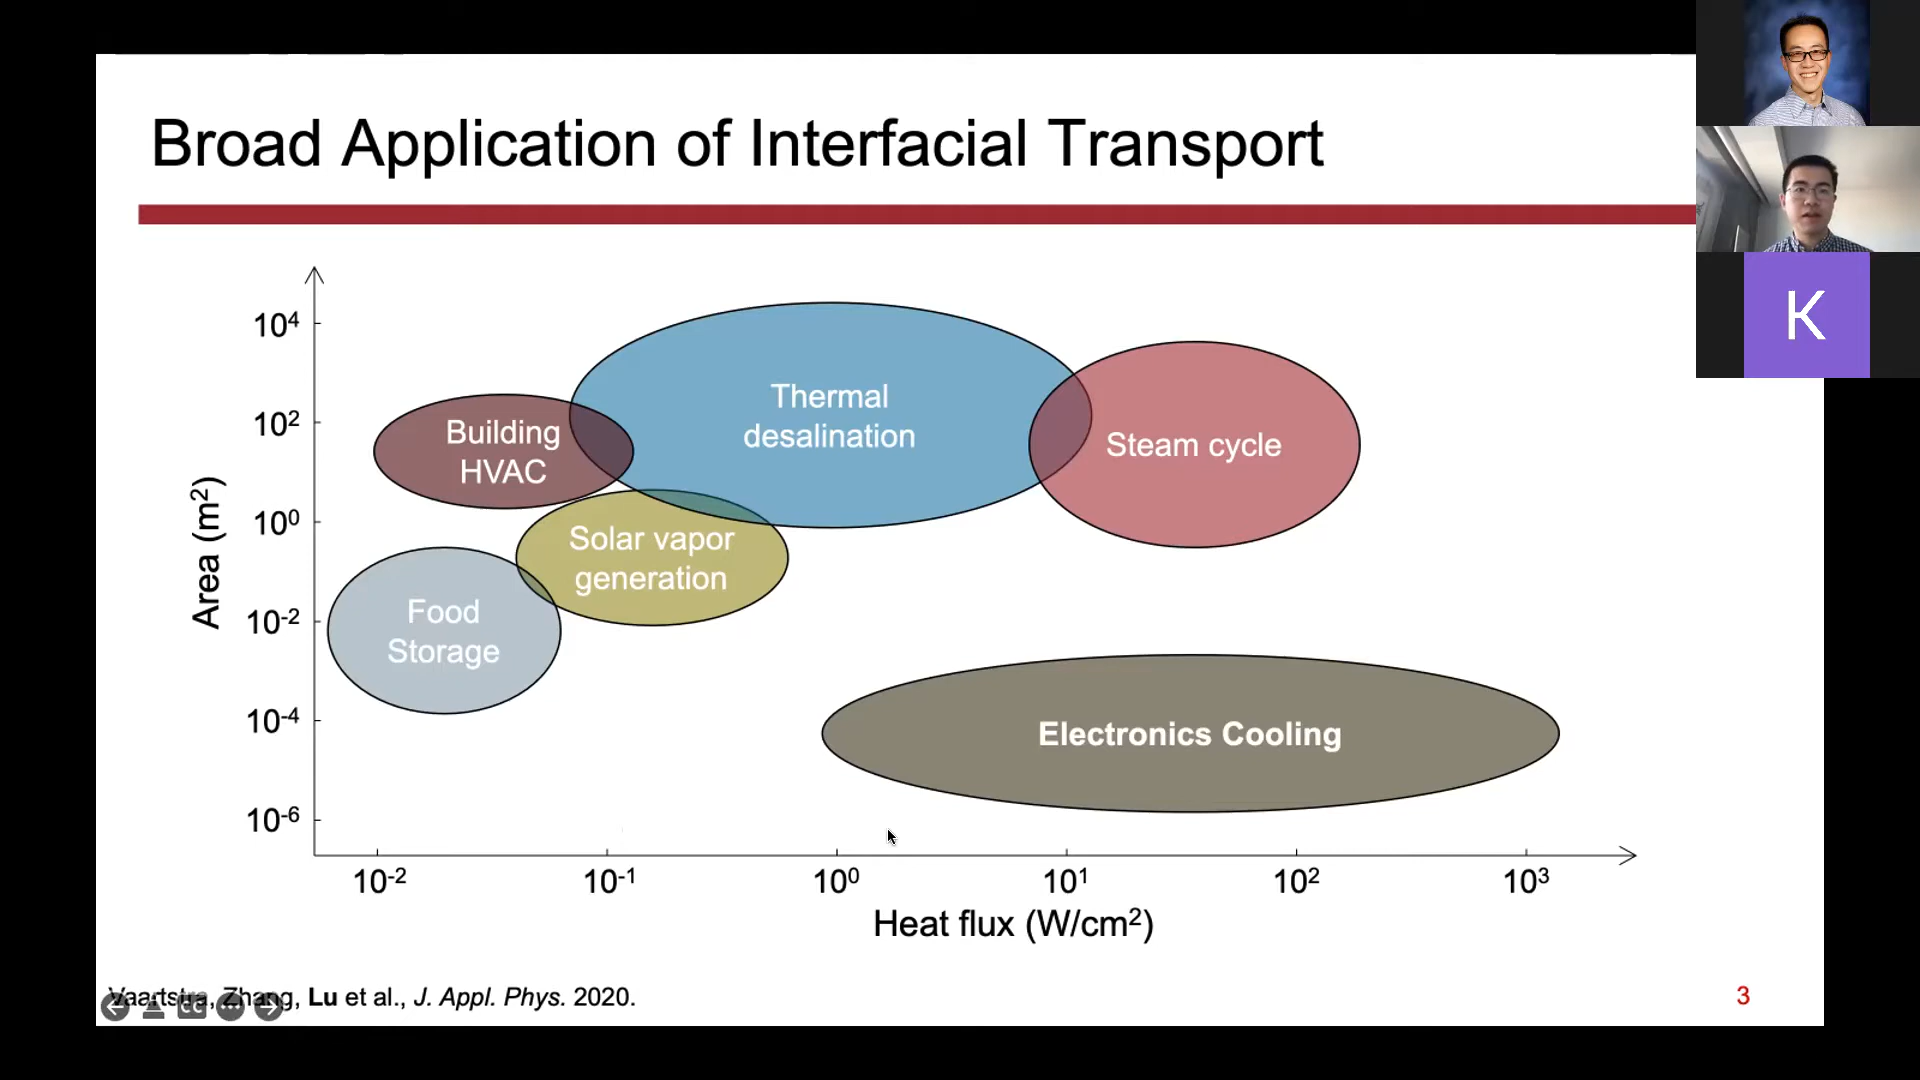 Broad Application of Interfacial Transport
K
10⁴
10²
10⁰
10⁻²
10⁻⁴
10⁻⁶
Area (m²)
Thermal
desalination
Building
HVAC
Steam cycle
Solar vapor
generation
Food
Storage
Electronics Cooling
10⁻²
10⁻¹
10⁰
10¹
10²
10³
Heat flux (W/cm²)
Vaartstra, Zhang, Lu et al., J. Appl. Phys. 2020.
CC
3